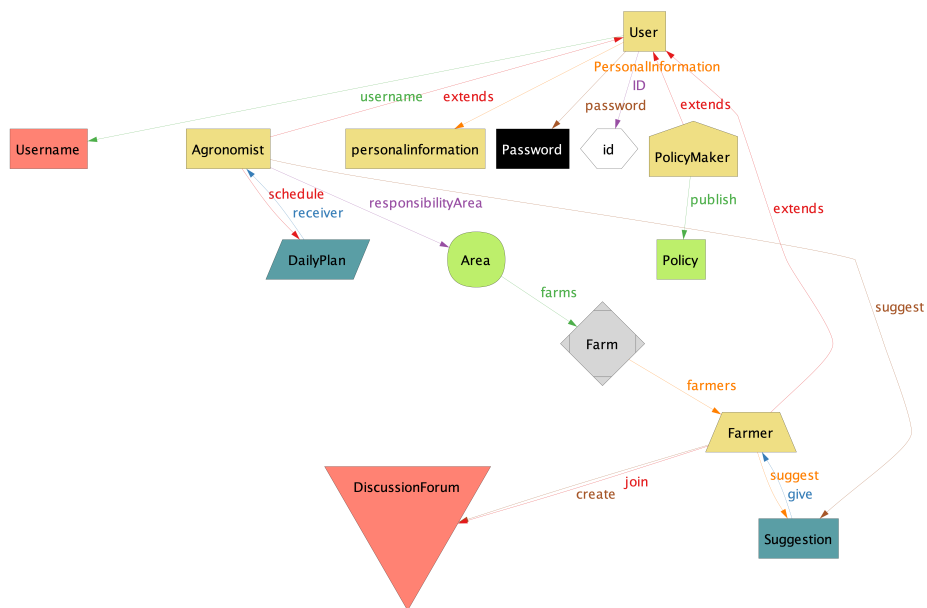 User
PersonalInformation
ID
username
extends
password
extends
Username
Agronomist
personalinformation
Password
id
PolicyMaker
schedule
receiver
responsibilityArea
publish
extends
DailyPlan
Area
Policy
farms
suggest
Farm
farmers
Farmer
DiscussionForum
join
create
suggest
give
Suggestion